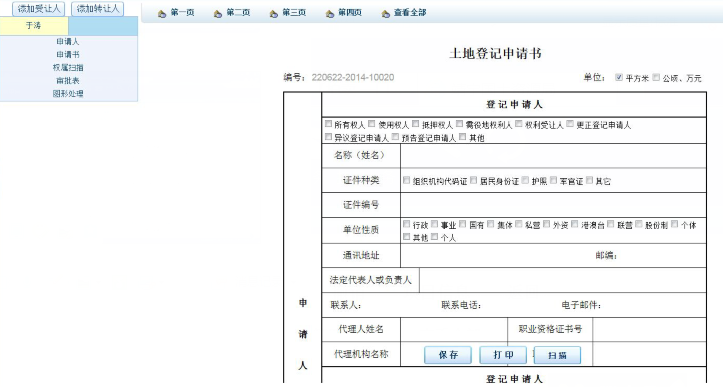 添加受让人 添加转让人
第一页 第二页 第三页 第四页 查看全部
于涛
申请人
申请书
权属扫描
审批表
图形处理
土地登记申请书
编号: 220622-2014-10020 单位: 平方米 公顷、万元
登记申请人
所有权人 使用权人 抵押权人 需役地权利人 权利受让人 更正登记申请人
异议登记申请人 预告登记申请人 其他
名称（姓名）
证件种类 组织机构代码证 居民身份证 护照 军官证 其它
证件编号
单位性质 行政 事业 国有 集体 私营 外资 港澳台 联营 股份制 个体
其他 个人
通讯地址 邮编:
法定代表人或负责人
联系人: 联系电话: 电子邮件:
代理人姓名 职业资格证书号
代理机构名称
申请人
保存 打印 扫描
登记申请人